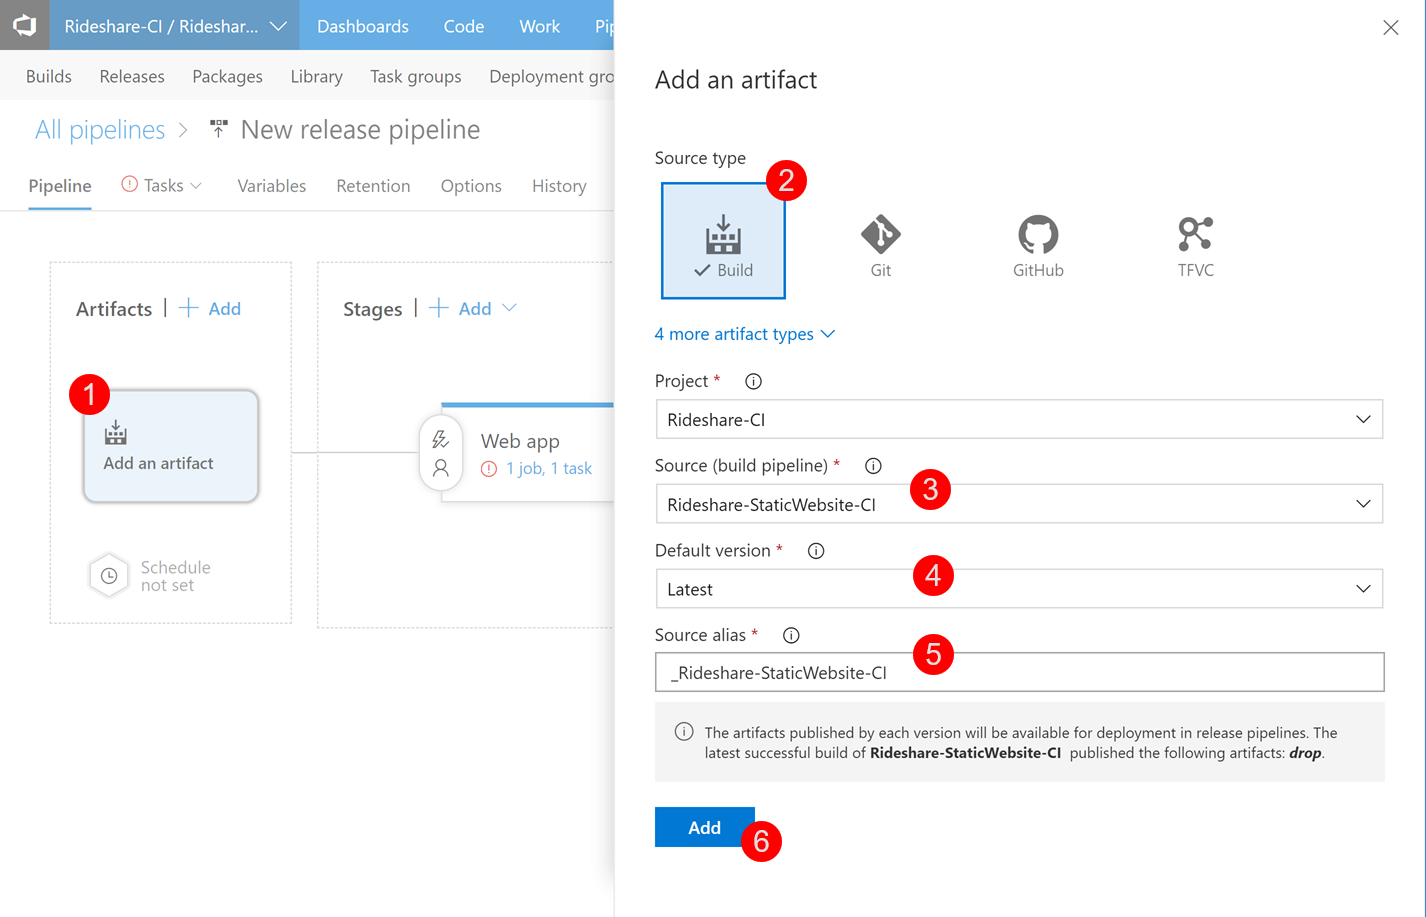 Rideshare-CI / Rideshar...
Dashboards
Code
Work
Pip
Builds
Releases
Packages
Library
Task groups
Deployment gro
All pipelines
New release pipeline
Pipeline
Tasks
Variables
Retention
Options
History
Artifacts | + Add
Stages | + Add
1
Add an artifact
Schedule
not set
Web app
1 job, 1 task
Add an artifact
Source type
2
Build
Git
GitHub
TFVC
4 more artifact types
Project *
Rideshare-CI
Source (build pipeline) *
3
Rideshare-StaticWebsite-CI
Default version *
4
Latest
Source alias *
5
_Rideshare-StaticWebsite-CI
The artifacts published by each version will be available for deployment in release pipelines. The
latest successful build of Rideshare-StaticWebsite-CI published the following artifacts: drop.
Add
6